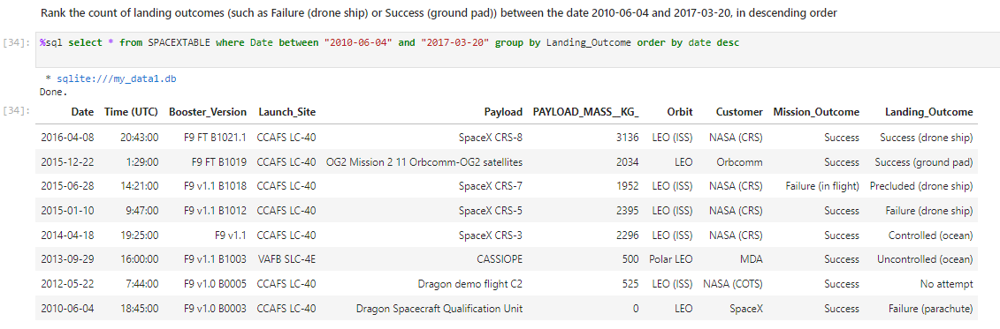 Rank the count of landing outcomes (such as Failure (drone ship) or Success (ground pad)) between the date 2010-06-04 and 2017-03-20, in descending order
[34]: %sql select * from SPACEXTABLE where Date between "2010-06-04" and "2017-03-20" group by Landing_Outcome order by date desc
* sqlite:///my_data1.db
Done.
[34]: Date Time (UTC) Booster_Version Launch_Site Payload PAYLOAD_MASS__KG_ Orbit Customer Mission_Outcome Landing_Outcome
2016-04-08 20:43:00 F9 FT B1021.1 CCAFS LC-40 SpaceX CRS-8 3136 LEO (ISS) NASA (CRS) Success Success (drone ship)
2015-12-22 1:29:00 F9 FT B1019 CCAFS LC-40 OG2 Mission 2 11 Orbcomm-OG2 satellites 2034 LEO Orbcomm Success Success (ground pad)
2015-06-28 14:21:00 F9 v1.1 B1018 CCAFS LC-40 SpaceX CRS-7 1952 LEO (ISS) NASA (CRS) Failure (in flight) Precluded (drone ship)
2015-01-10 9:47:00 F9 v1.1 B1012 CCAFS LC-40 SpaceX CRS-5 2395 LEO (ISS) NASA (CRS) Success Failure (drone ship)
2014-04-18 19:25:00 F9 v1.1 CCAFS LC-40 SpaceX CRS-3 2296 LEO (ISS) NASA (CRS) Success Controlled (ocean)
2013-09-29 16:00:00 F9 v1.1 B1003 VAFB SLC-4E CASSIOPE 500 Polar LEO MDA Success Uncontrolled (ocean)
2012-05-22 7:44:00 F9 v1.0 B0005 CCAFS LC-40 Dragon demo flight C2 525 LEO (ISS) NASA (COTS) Success No attempt
2010-06-04 18:45:00 F9 v1.0 B0003 CCAFS LC-40 Dragon Spacecraft Qualification Unit 0 LEO SpaceX Success Failure (parachute)